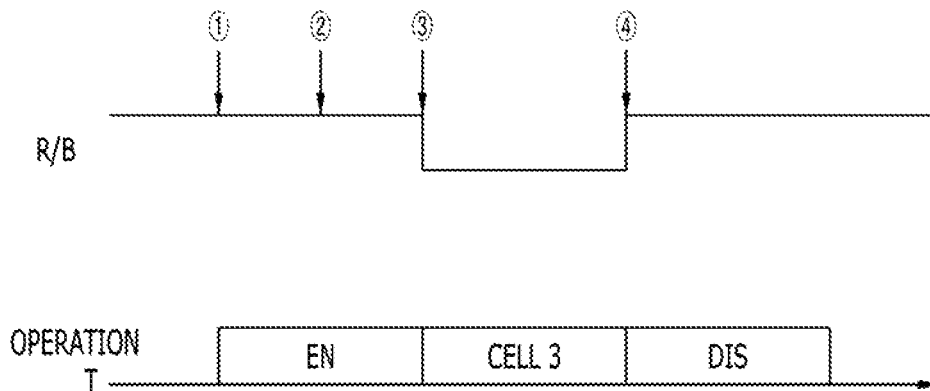 ① ② ③ ④
R/B
OPERATION EN CELL 3 DIS
T